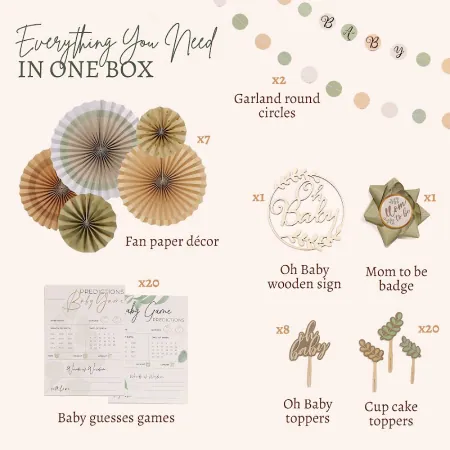 Everything You Need
IN ONE BOX
BABY
x2
Garland round
circles
x7
Fan paper décor
x1
Oh
Baby
Oh Baby
wooden sign
x1
Mom
to be
Mom to be
badge
x20
PREDICTIONS
Baby Game
PREDICTIONS
Baby guesses games
x8
oh
baby
Oh Baby
toppers
x20
Cup cake
toppers